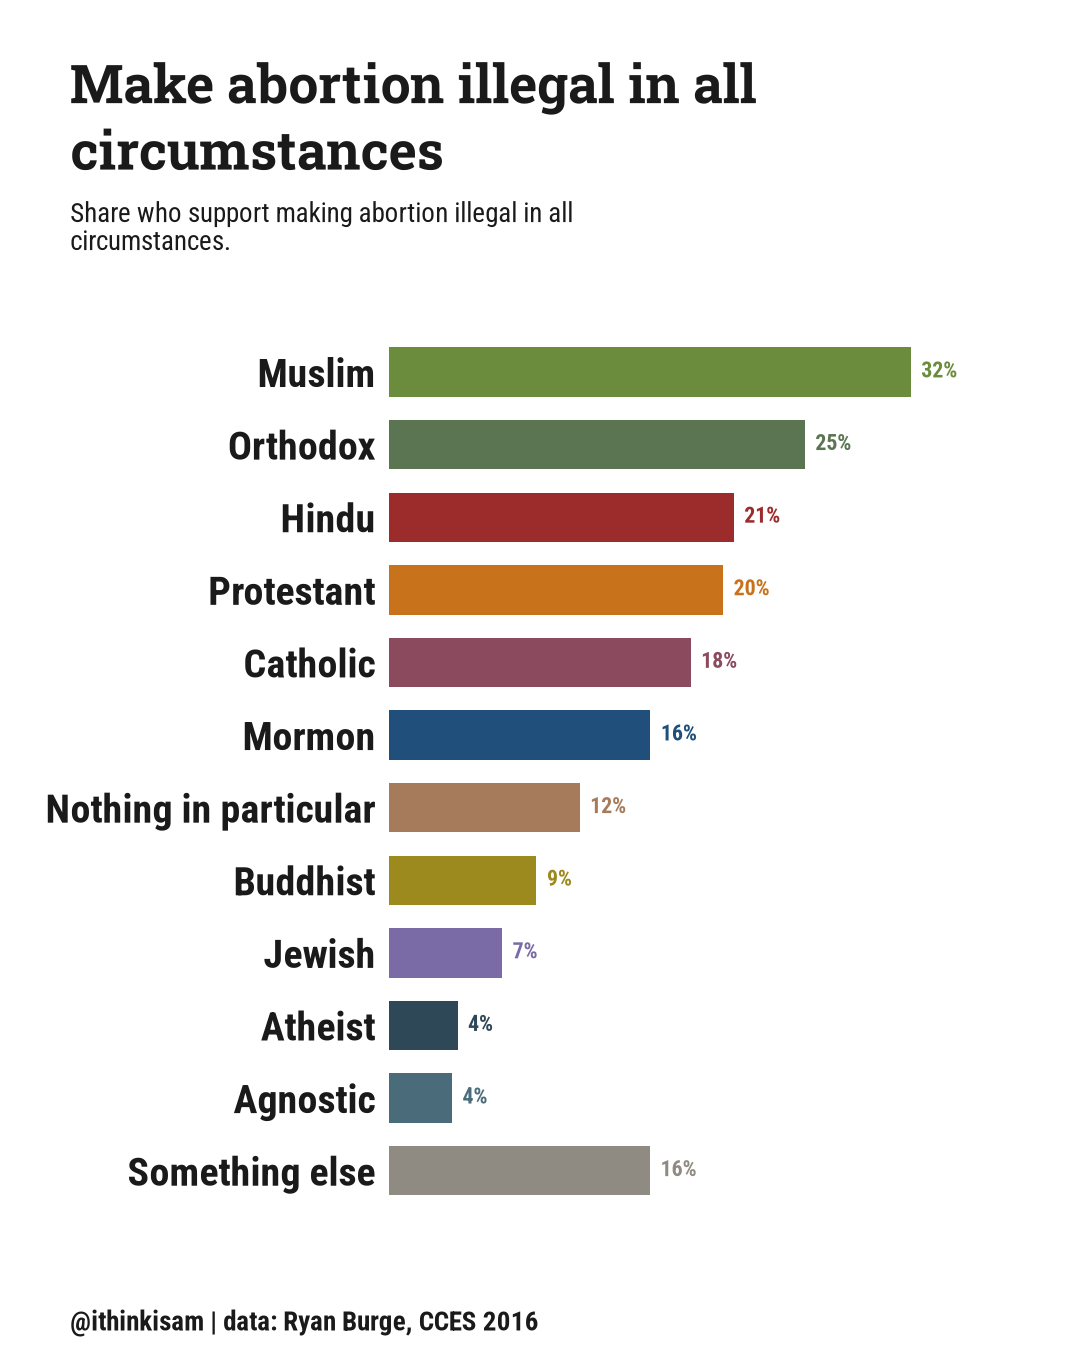 Make abortion illegal in all
circumstances
Share who support making abortion illegal in all
circumstances.
Muslim 32%
Orthodox 25%
Hindu 21%
Protestant 20%
Catholic 18%
Mormon 16%
Nothing in particular 12%
Buddhist 9%
Jewish 7%
Atheist 4%
Agnostic 4%
Something else 16%
@ithinkisam | data: Ryan Burge, CCES 2016